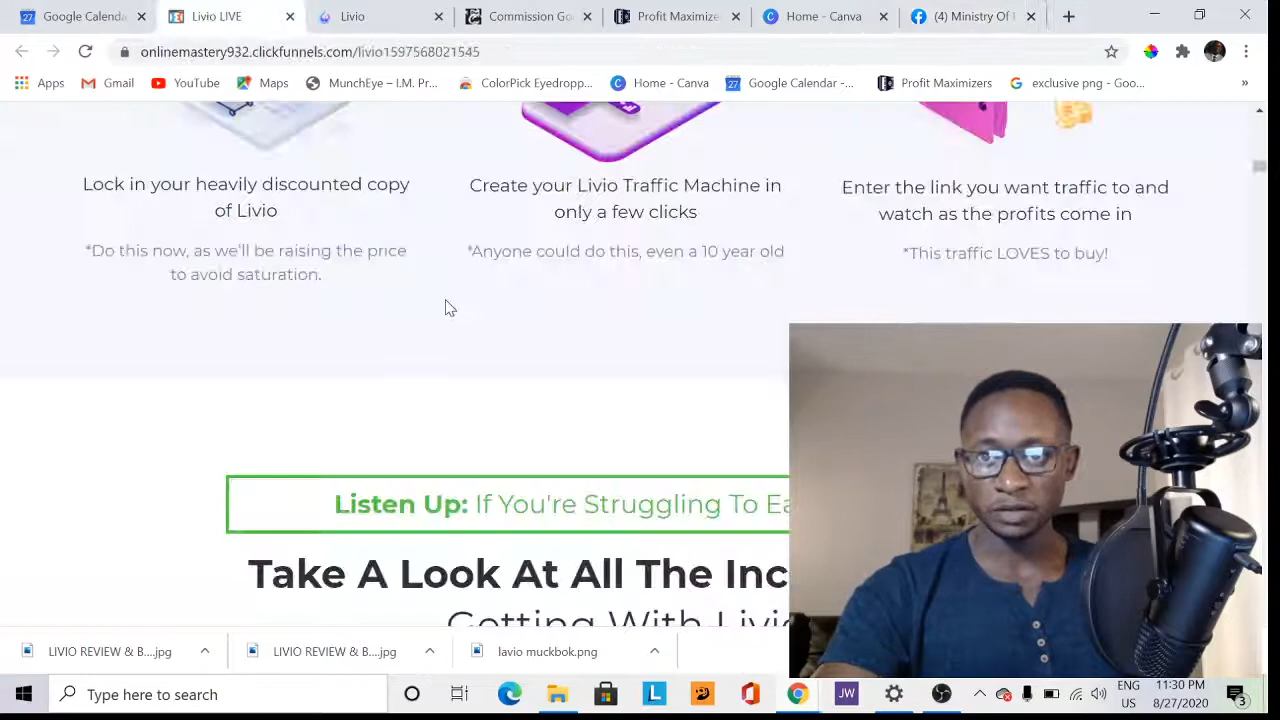 Google Calenda
Livio LIVE
Livio
Commission Go
Profit Maximize
Home - Canva
(4) Ministry Of
onlinemastery932.clickfunnels.com/livio1597568021545
Apps
Gmail
YouTube
Maps
MunchEye – I.M. Pr...
ColorPick Eyedropp...
Home - Canva
27
Google Calendar -...
Profit Maximizers
exclusive png - Goo...
Lock in your heavily discounted copy
of Livio
*Do this now, as we'll be raising the price
to avoid saturation.
Create your Livio Traffic Machine in
only a few clicks
*Anyone could do this, even a 10 year old
Enter the link you want traffic to and
watch as the profits come in
*This traffic LOVES to buy!
Listen Up: If You're Struggling To Ea
Take A Look At All The Inc
Getting With Livi
LIVIO REVIEW & B....jpg
LIVIO REVIEW & B....jpg
lavio muckbok.png
Type here to search
L
JW
ENG
US
11:30 PM
8/27/2020
3